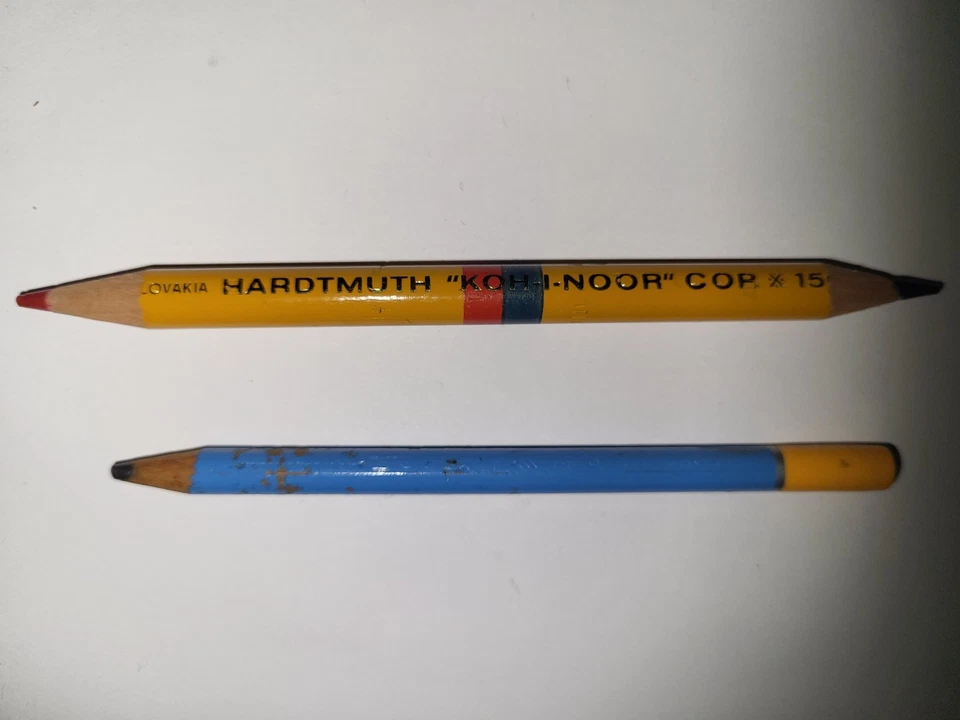 LOVAKIA HARDTMUTH "KOH-I-NOOR" COP. × 15